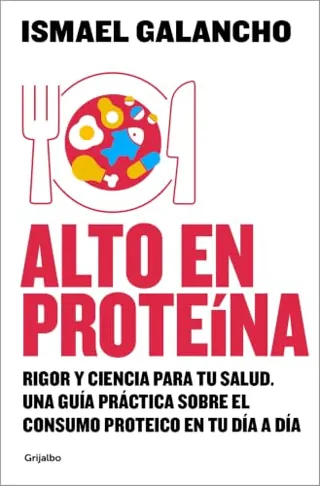 ISMAEL GALANCHO
ALTO EN
PROTEÍNA
RIGOR Y CIENCIA PARA TU SALUD.
UNA GUÍA PRÁCTICA SOBRE EL
CONSUMO PROTEICO EN TU DÍA A DÍA
Grijalbo